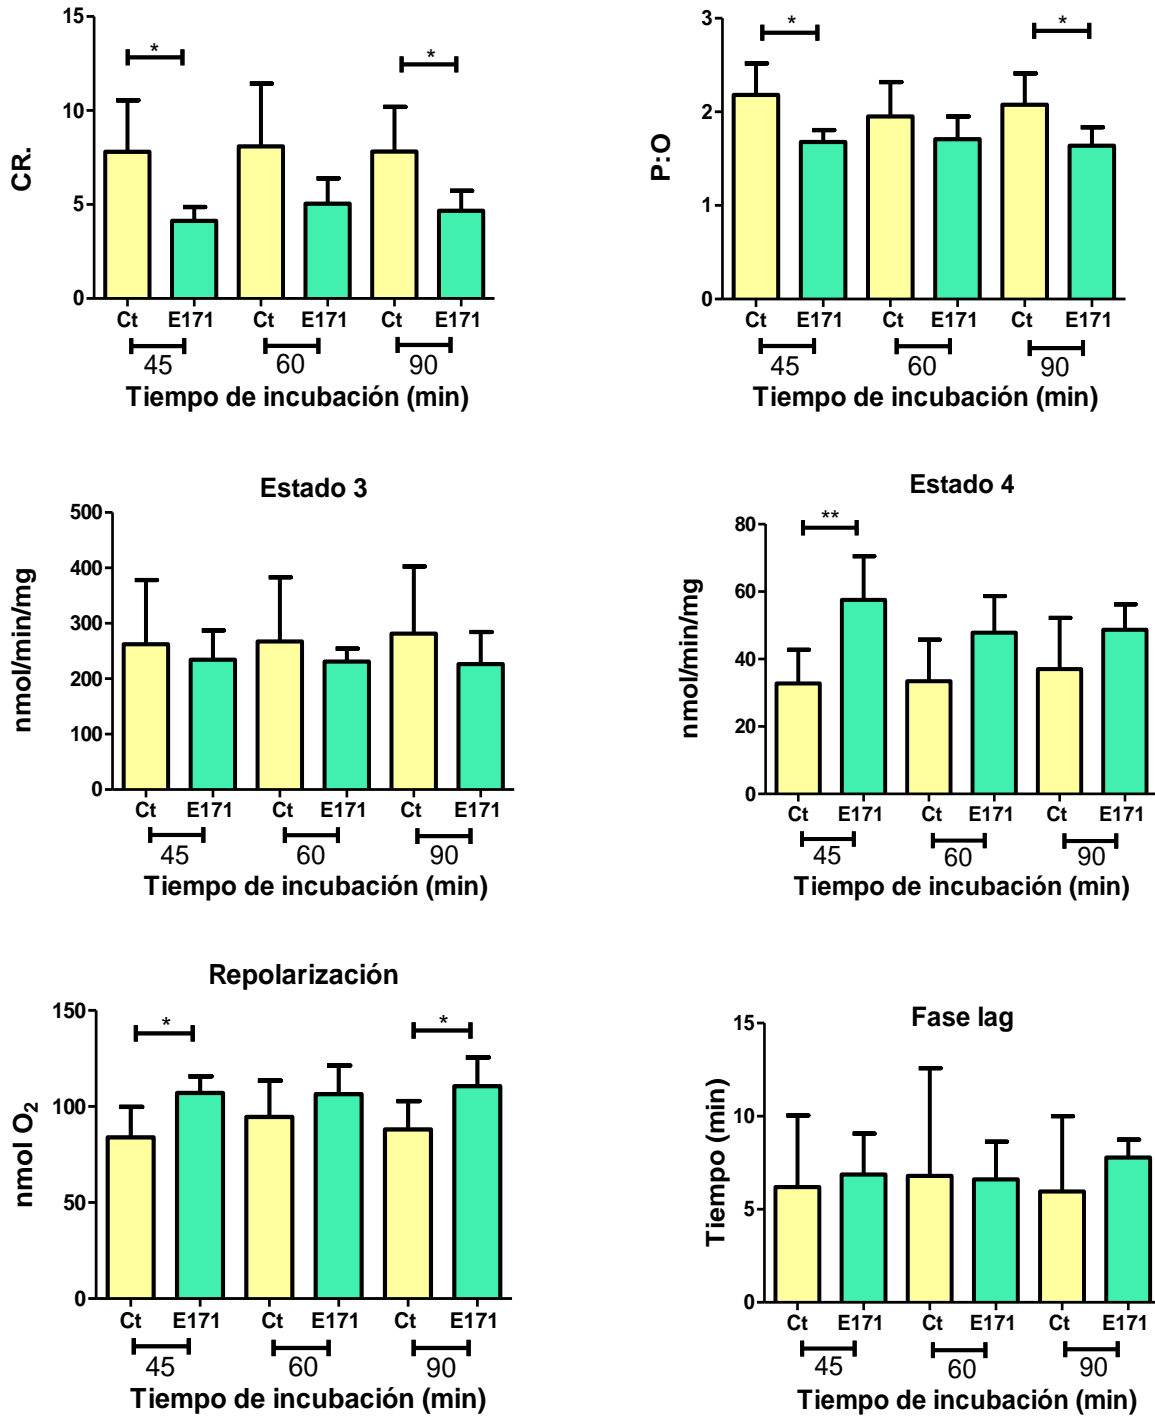 15
10
5
0
CR.
*
*
Ct E171 Ct E171 Ct E171
45 60 90
Tiempo de incubación (min)
3
2
1
0
P:O
*
*
Ct E171 Ct E171 Ct E171
45 60 90
Tiempo de incubación (min)
Estado 3
500
400
300
200
100
0
nmol/min/mg
Ct E171 Ct E171 Ct E171
45 60 90
Tiempo de incubación (min)
Estado 4
80
60
40
20
0
nmol/min/mg
**
Ct E171 Ct E171 Ct E171
45 60 90
Tiempo de incubación (min)
Repolarización
150
100
50
0
nmol O₂
*
*
Ct E171 Ct E171 Ct E171
45 60 90
Tiempo de incubación (min)
Fase lag
15
10
5
0
Tiempo (min)
Ct E171 Ct E171 Ct E171
45 60 90
Tiempo de incubación (min)